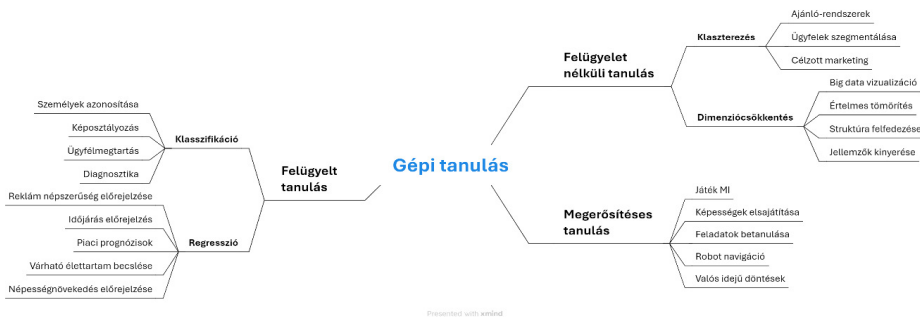 Gépi tanulás
Felügyelt
tanulás
Klasszifikáció
Személyek azonosítása
Képosztályozás
Ügyfélmegtartás
Diagnosztika
Regresszió
Reklám népszerűség előrejelzése
Időjárás előrejelzés
Piaci prognózisok
Várható élettartam becslése
Népességnövekedés előrejelzése
Felügyelet
nélküli tanulás
Klaszterezés
Ajánló-rendszerek
Ügyfelek szegmentálása
Célzott marketing
Dimenziócsökkentés
Big data vizualizáció
Értelmes tömörítés
Struktúra felfedezése
Jellemzők kinyerése
Megerősítéses
tanulás
Játék MI
Képességek elsajátítása
Feladatok betanulása
Robot navigáció
Valós idejű döntések
Presented with xmind